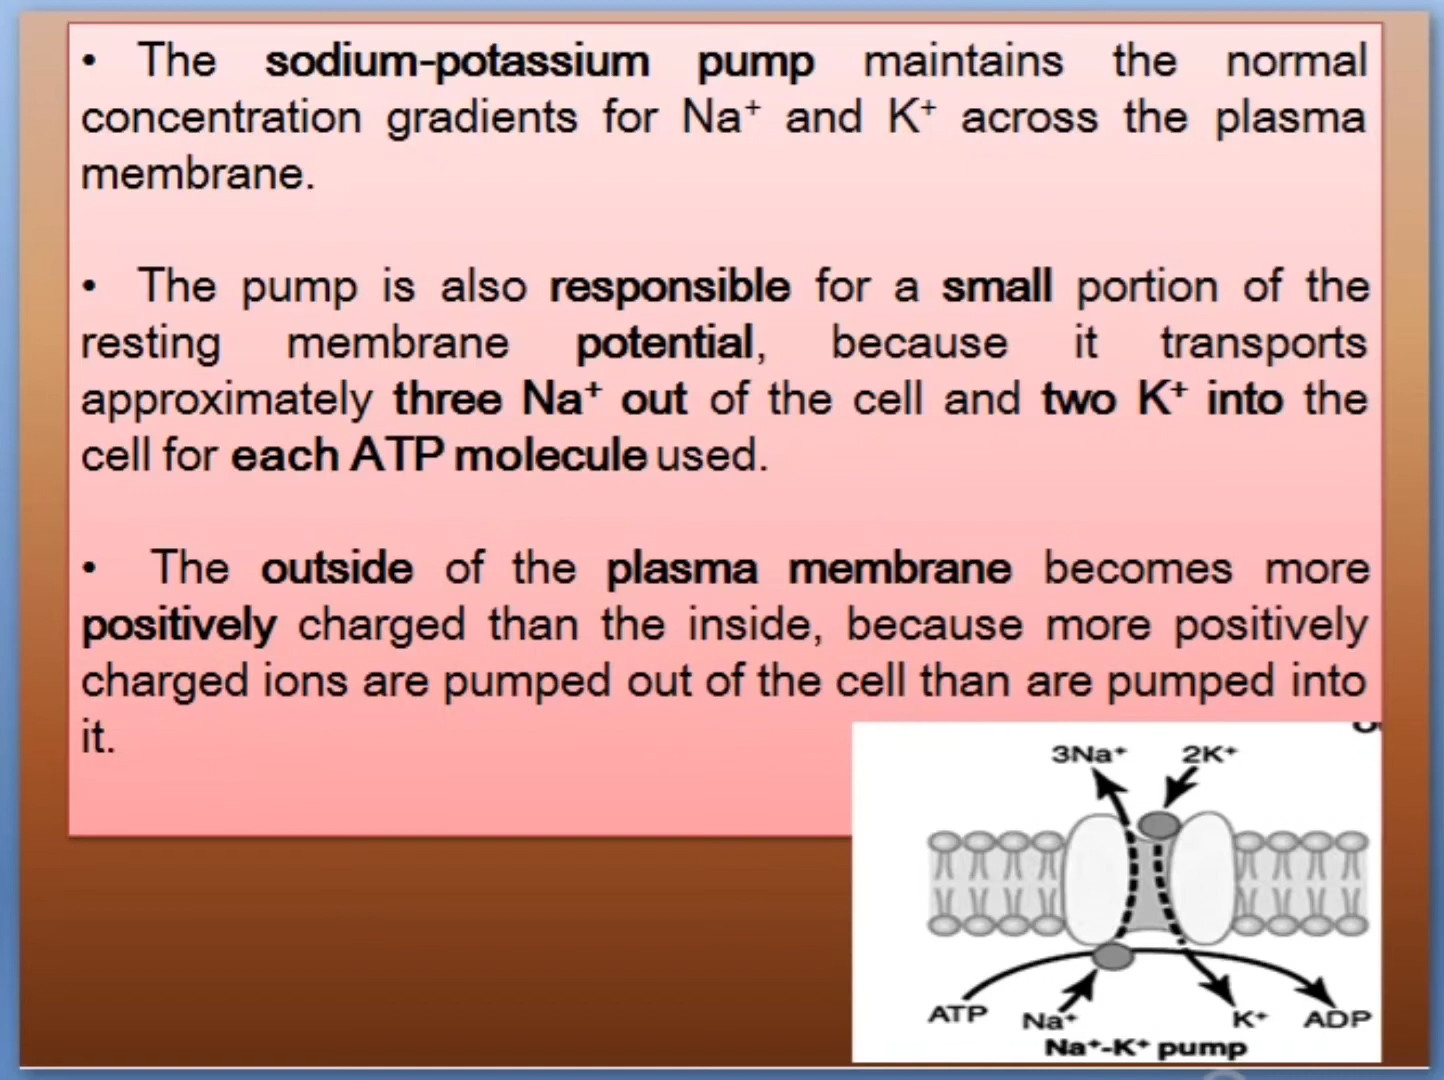 • The sodium-potassium pump maintains the normal
concentration gradients for Na⁺ and K⁺ across the plasma
membrane.
• The pump is also responsible for a small portion of the
resting membrane potential, because it transports
approximately three Na⁺ out of the cell and two K⁺ into the
cell for each ATP molecule used.
• The outside of the plasma membrane becomes more
positively charged than the inside, because more positively
charged ions are pumped out of the cell than are pumped into
it.
3Na⁺ 2K⁺
ATP Na⁺ K⁺ ADP
Na⁺-K⁺ pump